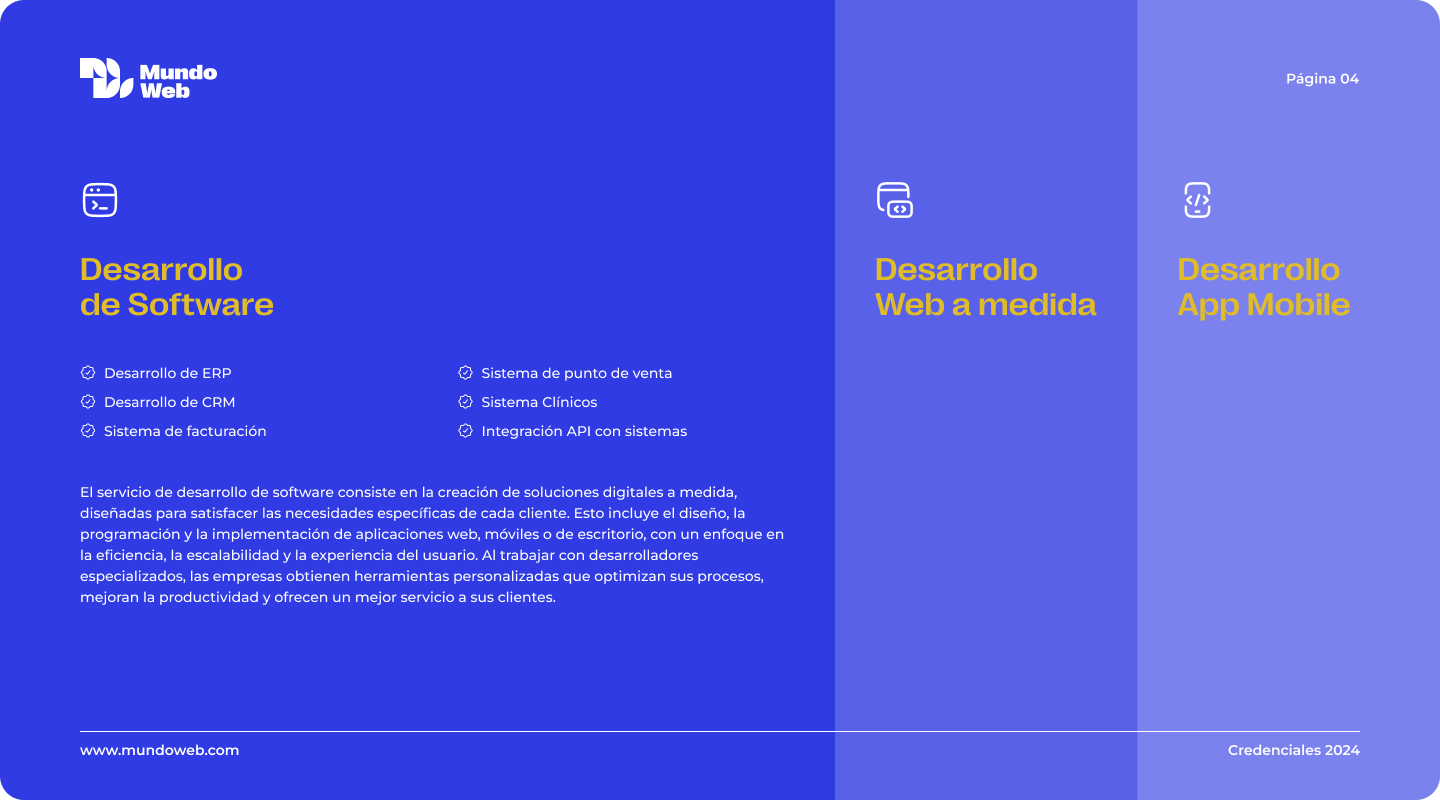 Mundo
Web
Página 04
Desarrollo
de Software
Desarrollo de ERP
Desarrollo de CRM
Sistema de facturación
Sistema de punto de venta
Sistema Clínicos
Integración API con sistemas
El servicio de desarrollo de software consiste en la creación de soluciones digitales a medida,
diseñadas para satisfacer las necesidades específicas de cada cliente. Esto incluye el diseño, la
programación y la implementación de aplicaciones web, móviles o de escritorio, con un enfoque en
la eficiencia, la escalabilidad y la experiencia del usuario. Al trabajar con desarrolladores
especializados, las empresas obtienen herramientas personalizadas que optimizan sus procesos,
mejoran la productividad y ofrecen un mejor servicio a sus clientes.
Desarrollo
Web a medida
Desarrollo
App Mobile
www.mundoweb.com
Credenciales 2024